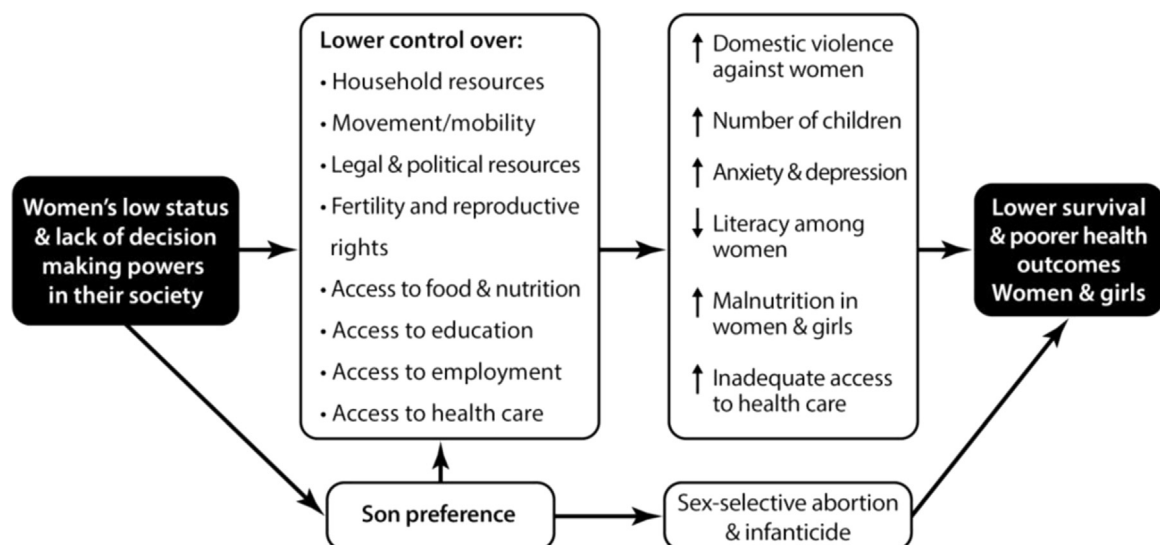 Women's low status
& lack of decision
making powers
in their society
Lower control over:
• Household resources
• Movement/mobility
• Legal & political resources
• Fertility and reproductive
rights
• Access to food & nutrition
• Access to education
• Access to employment
• Access to health care
↑ Domestic violence
against women
↑ Number of children
↑ Anxiety & depression
↓ Literacy among
women
↑ Malnutrition in
women & girls
↑ Inadequate access
to health care
Lower survival
& poorer health
outcomes
Women & girls
Son preference
Sex-selective abortion
& infanticide